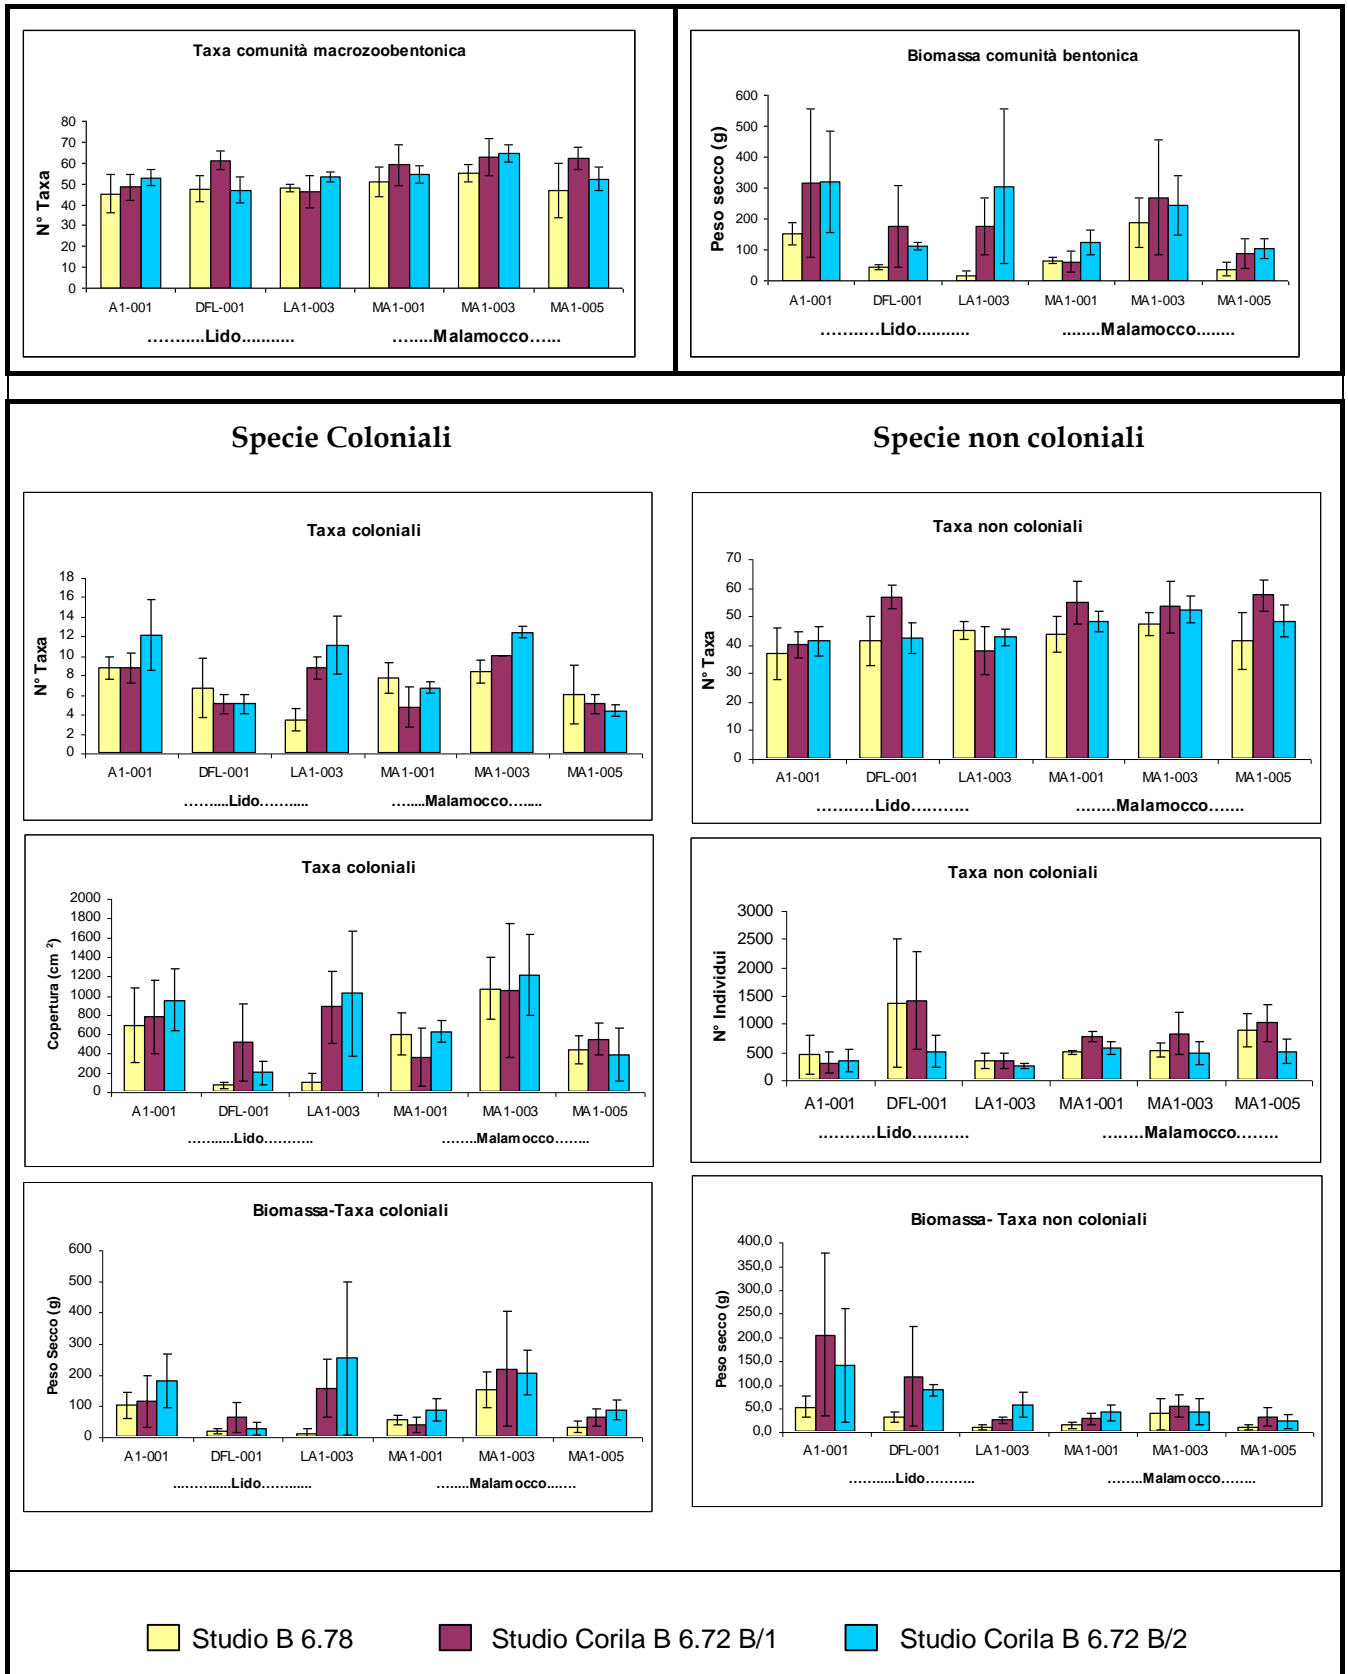 Taxa comunità macrozoobentonica
N° Taxa
80
70
60
50
40
30
20
10
0
A1-001 DFL-001 LA1-003 MA1-001 MA1-003 MA1-005
...........Lido........... .........Malamocco......
Biomassa comunità bentonica
Peso secco (g)
600
500
400
300
200
100
0
A1-001 DFL-001 LA1-003 MA1-001 MA1-003 MA1-005
...........Lido........... ........Malamocco........
Specie Coloniali
Specie non coloniali
Taxa coloniali
N° Taxa
18
16
14
12
10
8
6
4
2
0
A1-001 DFL-001 LA1-003 MA1-001 MA1-003 MA1-005
..........Lido.......... ........Malamocco.......
Taxa non coloniali
N° Taxa
70
60
50
40
30
20
10
0
A1-001 DFL-001 LA1-003 MA1-001 MA1-003 MA1-005
...........Lido........... ........Malamocco.......
Taxa coloniali
Copertura (cm ²)
2000
1800
1600
1400
1200
1000
800
600
400
200
0
A1-001 DFL-001 LA1-003 MA1-001 MA1-003 MA1-005
...........Lido........... ........Malamocco........
Taxa non coloniali
N° Individui
3000
2500
2000
1500
1000
500
0
A1-001 DFL-001 LA1-003 MA1-001 MA1-003 MA1-005
...........Lido........... ........Malamocco........
Biomassa-Taxa coloniali
Peso Secco (g)
600
500
400
300
200
100
0
A1-001 DFL-001 LA1-003 MA1-001 MA1-003 MA1-005
............Lido........... ........Malamocco........
Biomassa- Taxa non coloniali
Peso secco (g)
400,0
350,0
300,0
250,0
200,0
150,0
100,0
50,0
0,0
A1-001 DFL-001 LA1-003 MA1-001 MA1-003 MA1-005
..........Lido.......... ........Malamocco........
Studio B 6.78 Studio Corila B 6.72 B/1 Studio Corila B 6.72 B/2